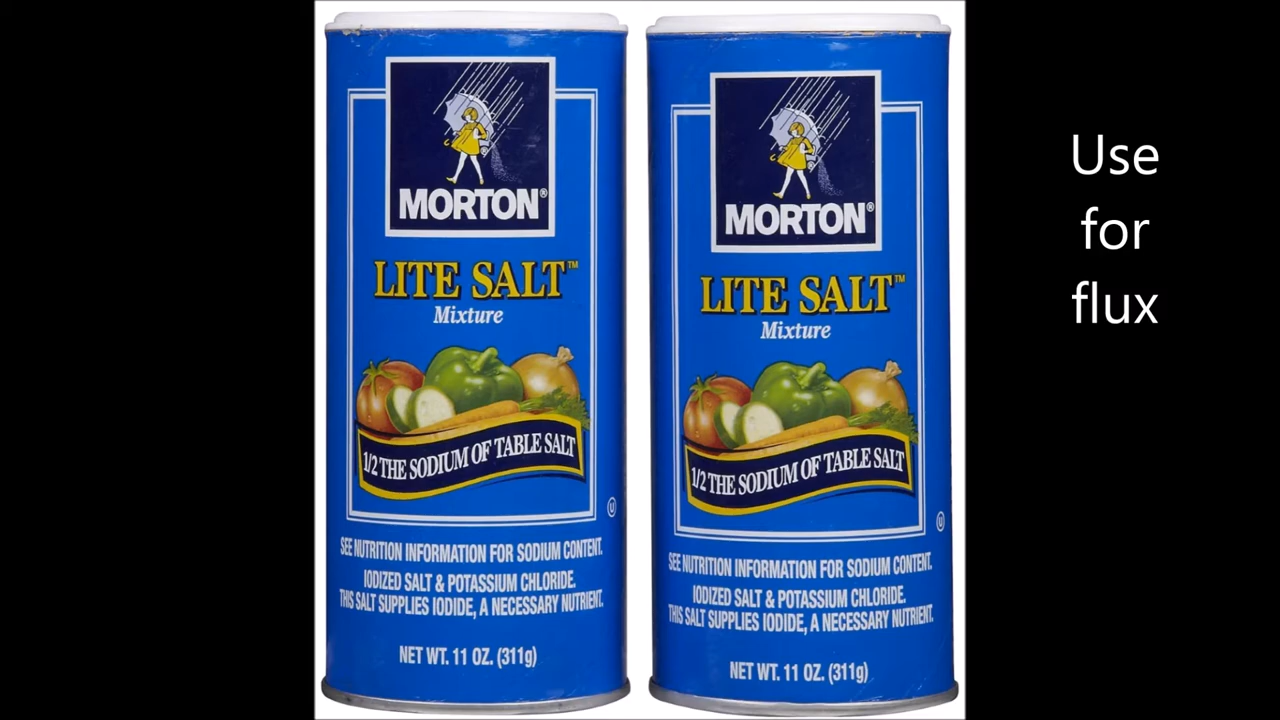 MORTON®
LITE SALT™
Mixture
1/2 THE SODIUM OF TABLE SALT
U
SEE NUTRITION INFORMATION FOR SODIUM CONTENT.
IODIZED SALT & POTASSIUM CHLORIDE.
THIS SALT SUPPLIES IODIDE, A NECESSARY NUTRIENT.
NET WT. 11 OZ. (311g)
MORTON®
LITE SALT™
Mixture
1/2 THE SODIUM OF TABLE SALT
U
SEE NUTRITION INFORMATION FOR SODIUM CONTENT.
IODIZED SALT & POTASSIUM CHLORIDE.
THIS SALT SUPPLIES IODIDE, A NECESSARY NUTRIENT.
NET WT. 11 OZ. (311g)
Use
for
flux